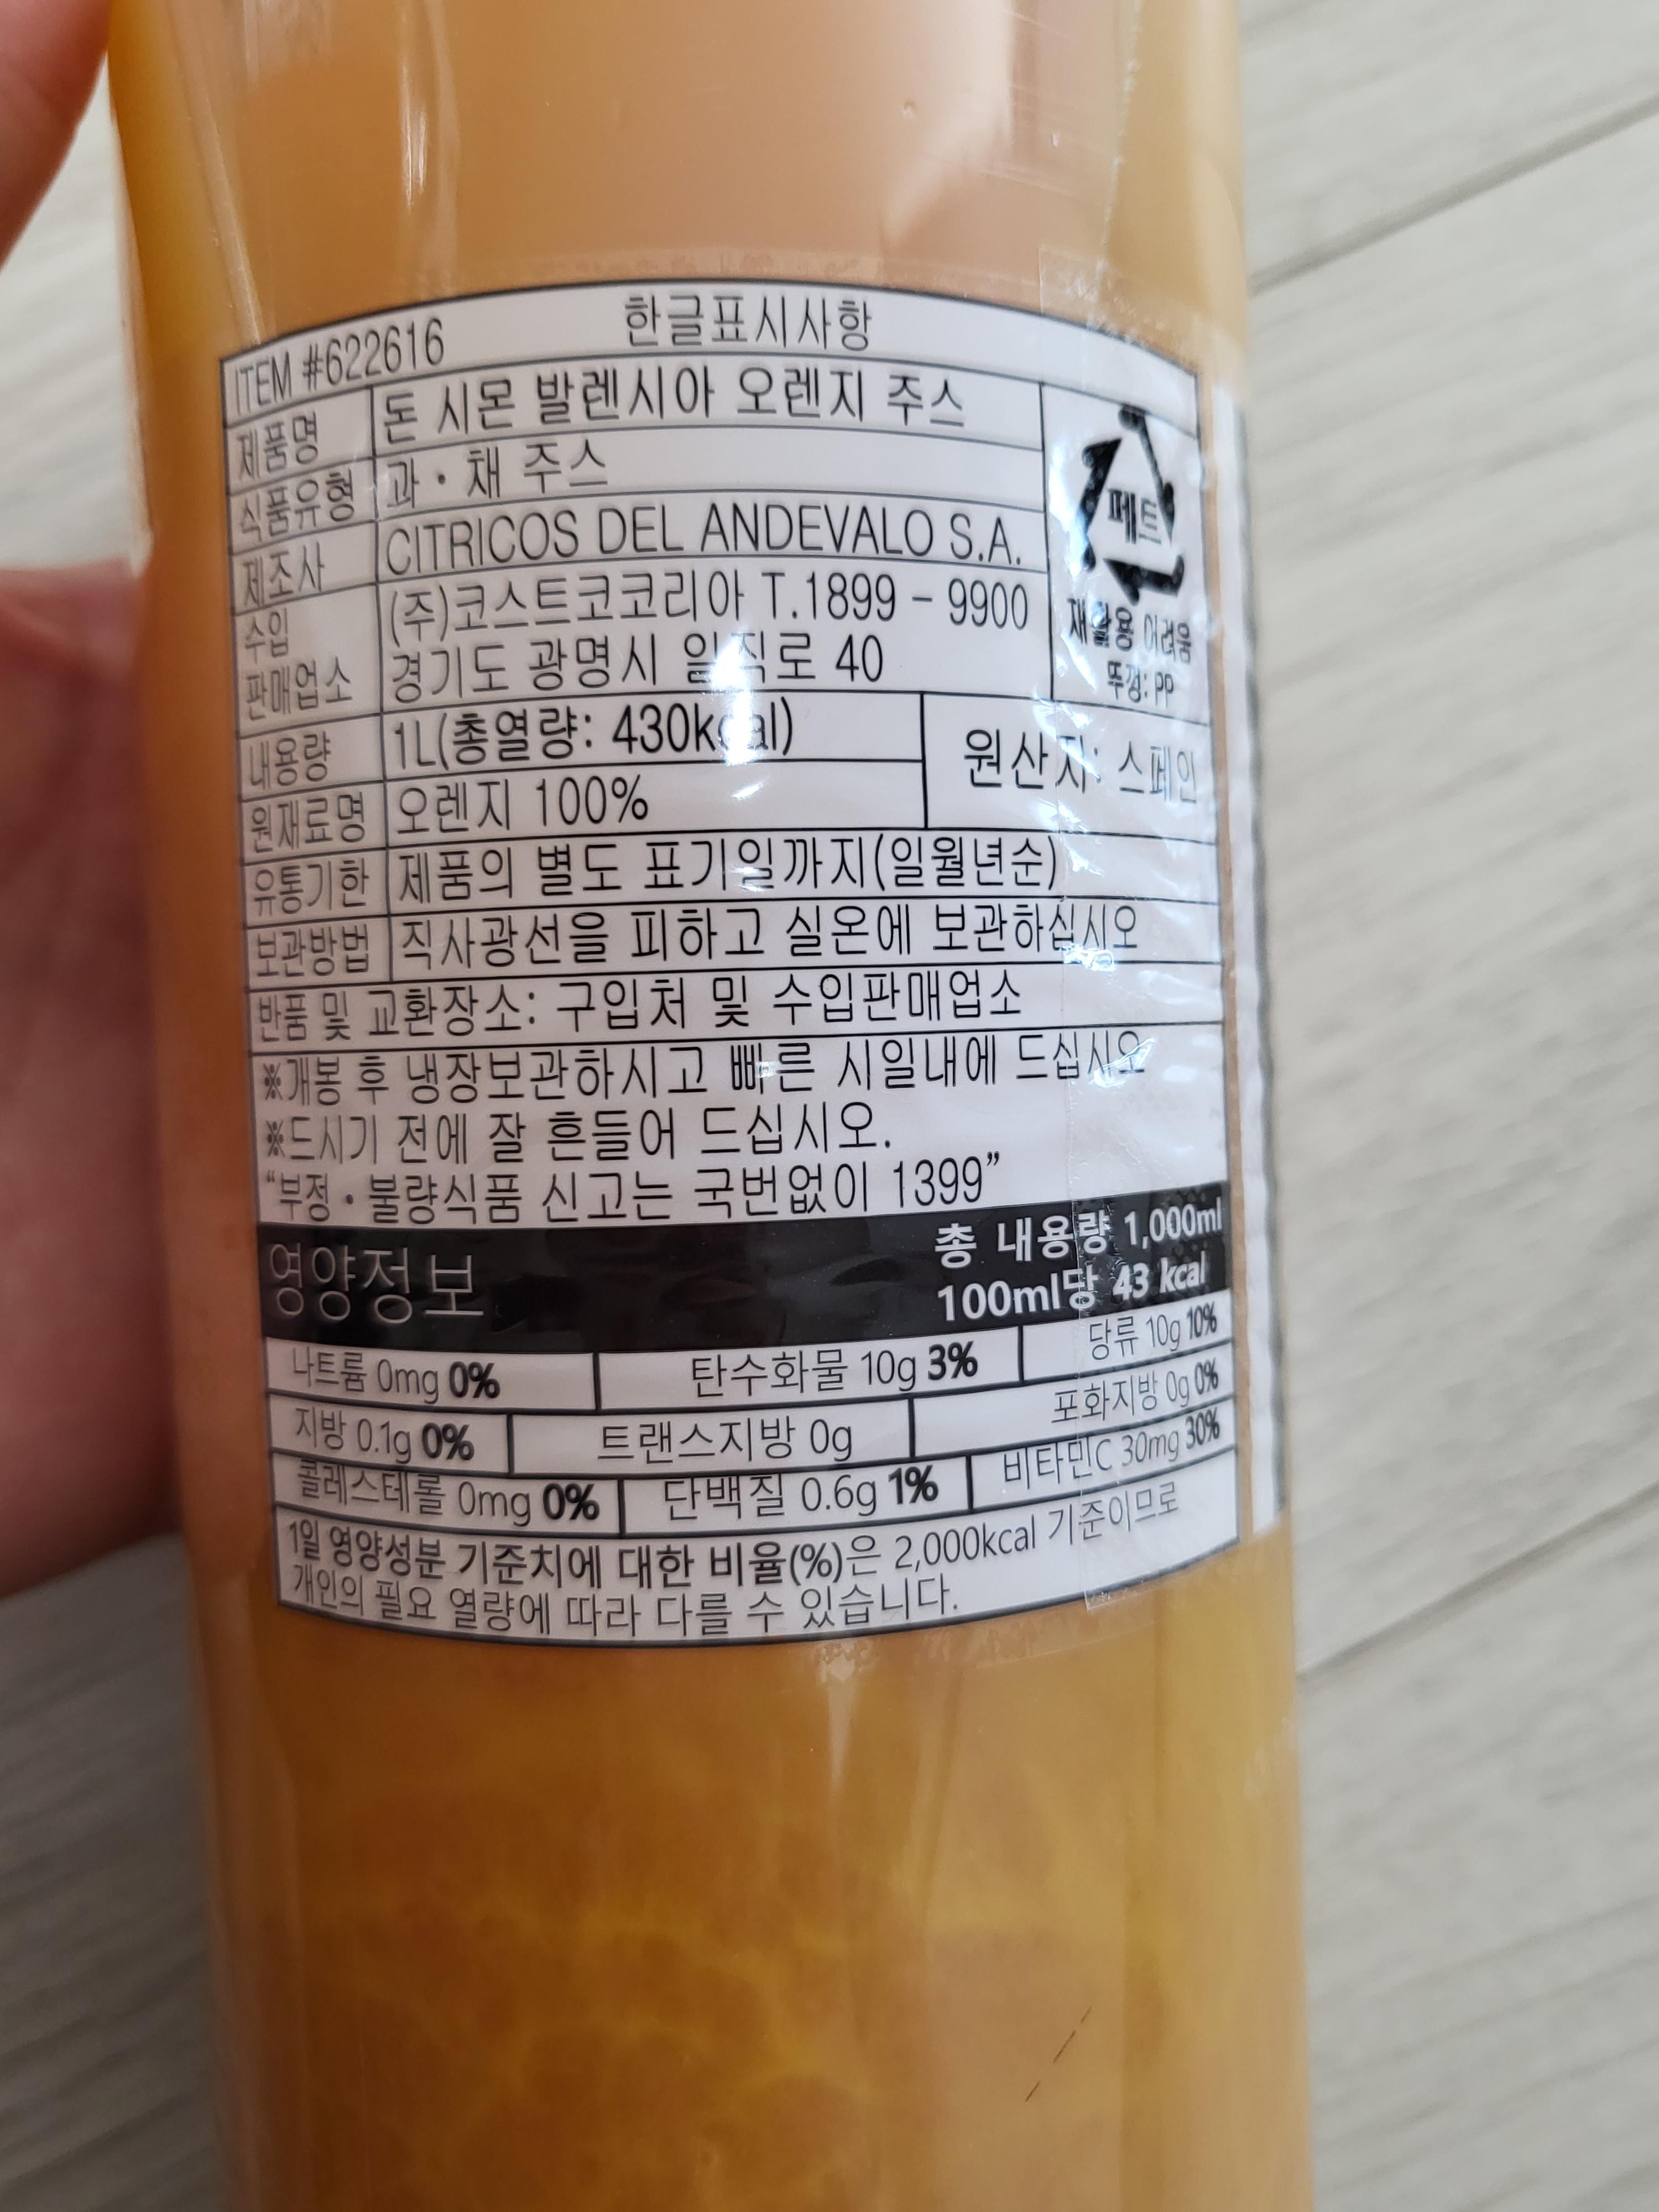 ITEM #622616 한글표시사항
제품명 돈 시몬 발렌시아 오렌지 주스
식품유형 과·채 주스
제조사 CITRICOS DEL ANDEVALO S.A.
수입
판매업소 (주)코스트코코리아 T.1899-9900
경기도 광명시 일직로 40
페트
재활용 어려움
뚜껑: PP
내용량 1L(총열량: 430kcal)
원산지: 스페인
원재료명 오렌지 100%
유통기한 제품의 별도 표기일까지(일월년순)
보관방법 직사광선을 피하고 실온에 보관하십시오
반품 및 교환장소: 구입처 및 수입판매업소
※개봉 후 냉장보관하시고 빠른 시일내에 드십시오
※드시기 전에 잘 흔들어 드십시오.
“부정·불량식품 신고는 국번없이 1399”
영양정보
총 내용량 1,000ml
100ml당 43 kcal
나트륨 0mg 0% 탄수화물 10g 3% 당류 10g 10%
지방 0.1g 0% 트랜스지방 0g 포화지방 0g 0%
콜레스테롤 0mg 0% 단백질 0.6g 1% 비타민C 30mg 30%
1일 영양성분 기준치에 대한 비율(%)은 2,000kcal 기준이므로
개인의 필요 열량에 따라 다를 수 있습니다.